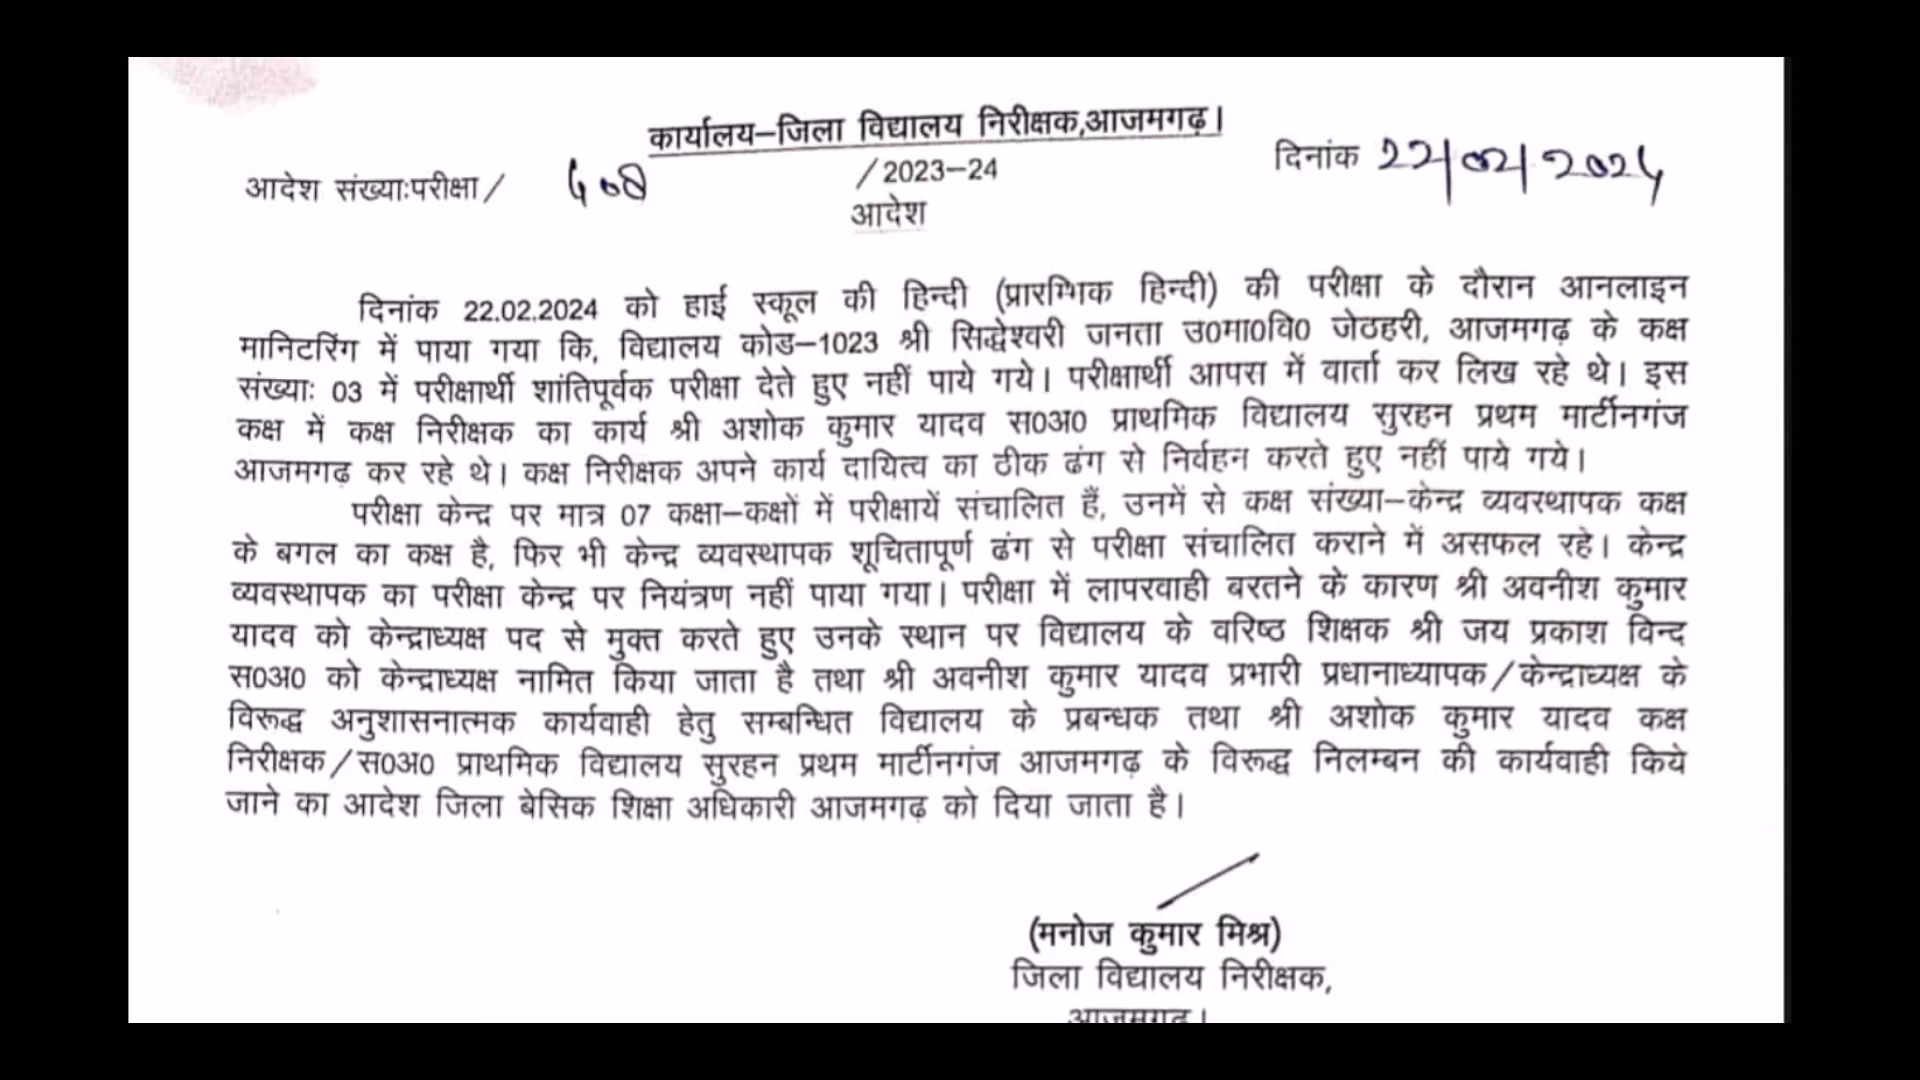 कार्यालय–जिला विद्यालय निरीक्षक,आजमगढ़।
आदेश संख्याःपरीक्षा/ 408 /2023–24 दिनांक 22/02/2024
आदेश
दिनांक 22.02.2024 को हाई स्कूल की हिन्दी (प्रारम्भिक हिन्दी) की परीक्षा के दौरान आनलाइन
मानिटरिंग में पाया गया कि, विद्यालय कोड–1023 श्री सिद्धेश्वरी जनता उ0मा0वि0 जेठहरी, आजमगढ़ के कक्ष
संख्याः 03 में परीक्षार्थी शांतिपूर्वक परीक्षा देते हुए नहीं पाये गये। परीक्षार्थी आपस में वार्ता कर लिख रहे थे। इस
कक्ष में कक्ष निरीक्षक का कार्य श्री अशोक कुमार यादव स0अ0 प्राथमिक विद्यालय सुरहन प्रथम मार्टीनगंज
आजमगढ़ कर रहे थे। कक्ष निरीक्षक अपने कार्य दायित्व का ठीक ढंग से निर्वहन करते हुए नहीं पाये गये।
परीक्षा केन्द्र पर मात्र 07 कक्षा–कक्षों में परीक्षायें संचालित हैं, उनमें से कक्ष संख्या–केन्द्र व्यवस्थापक कक्ष
के बगल का कक्ष है, फिर भी केन्द्र व्यवस्थापक शूचितापूर्ण ढंग से परीक्षा संचालित कराने में असफल रहे। केन्द्र
व्यवस्थापक का परीक्षा केन्द्र पर नियंत्रण नहीं पाया गया। परीक्षा में लापरवाही बरतने के कारण श्री अवनीश कुमार
यादव को केन्द्राध्यक्ष पद से मुक्त करते हुए उनके स्थान पर विद्यालय के वरिष्ठ शिक्षक श्री जय प्रकाश विन्द
स0अ0 को केन्द्राध्यक्ष नामित किया जाता है तथा श्री अवनीश कुमार यादव प्रभारी प्रधानाध्यापक/केन्द्राध्यक्ष के
विरूद्ध अनुशासनात्मक कार्यवाही हेतु सम्बन्धित विद्यालय के प्रबन्धक तथा श्री अशोक कुमार यादव कक्ष
निरीक्षक/स0अ0 प्राथमिक विद्यालय सुरहन प्रथम मार्टीनगंज आजमगढ़ के विरूद्ध निलम्बन की कार्यवाही किये
जाने का आदेश जिला बेसिक शिक्षा अधिकारी आजमगढ़ को दिया जाता है।
(मनोज कुमार मिश्र)
जिला विद्यालय निरीक्षक,
आजमगढ़।